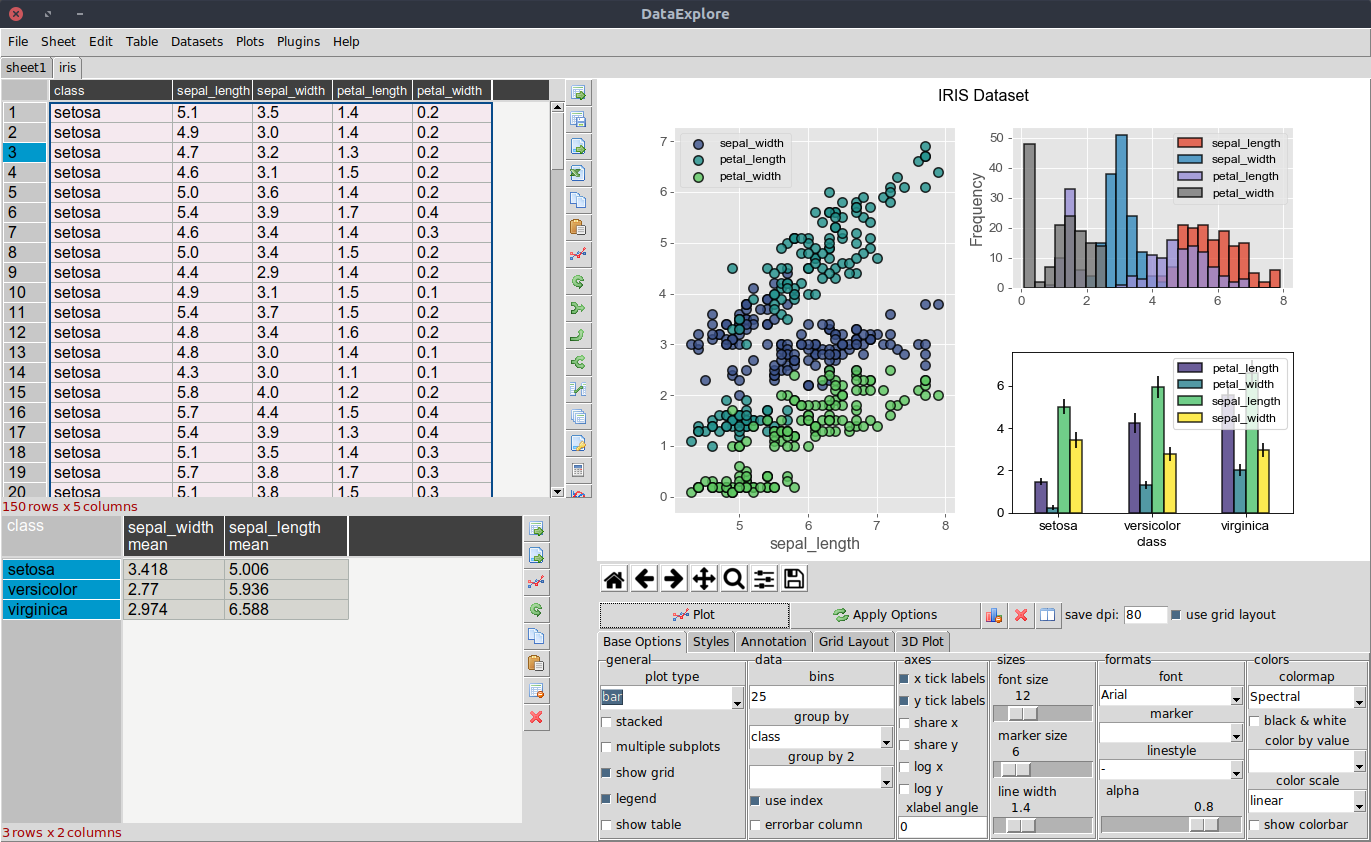 DataExplore
File Sheet Edit Table Datasets Plots Plugins Help
sheet1 iris
class sepal_length sepal_width petal_length petal_width
1 setosa 5.1 3.5 1.4 0.2
2 setosa 4.9 3.0 1.4 0.2
3 setosa 4.7 3.2 1.3 0.2
4 setosa 4.6 3.1 1.5 0.2
5 setosa 5.0 3.6 1.4 0.2
6 setosa 5.4 3.9 1.7 0.4
7 setosa 4.6 3.4 1.4 0.3
8 setosa 5.0 3.4 1.5 0.2
9 setosa 4.4 2.9 1.4 0.2
10 setosa 4.9 3.1 1.5 0.1
11 setosa 5.4 3.7 1.5 0.2
12 setosa 4.8 3.4 1.6 0.2
13 setosa 4.8 3.0 1.4 0.1
14 setosa 4.3 3.0 1.1 0.1
15 setosa 5.8 4.0 1.2 0.2
16 setosa 5.7 4.4 1.5 0.4
17 setosa 5.4 3.9 1.3 0.4
18 setosa 5.1 3.5 1.4 0.3
19 setosa 5.7 3.8 1.7 0.3
20 setosa 5.1 3.8 1.5 0.3
150 rows x 5 columns
class sepal_width sepal_length
mean mean
setosa 3.418 5.006
versicolor 2.77 5.936
virginica 2.974 6.588
3 rows x 2 columns
IRIS Dataset
sepal_width
petal_length
petal_width
7
6
5
4
3
2
1
0
5 6 7 8
sepal_length
sepal_length
sepal_width
petal_length
petal_width
Frequency
50
40
30
20
10
0
0 2 4 6 8
petal_length
petal_width
sepal_length
sepal_width
6
4
2
0
setosa versicolor virginica
class
Plot Apply Options save dpi: 80 use grid layout
Base Options Styles Annotation Grid Layout 3D Plot
general
plot type
bar
stacked
multiple subplots
show grid
legend
show table
data
bins
25
group by
class
group by 2
use index
errorbar column
axes
x tick labels
y tick labels
share x
share y
log x
log y
xlabel angle
0
sizes
font size
12
marker size
6
line width
1.4
formats
font
Arial
marker
linestyle
-
alpha
0.8
colors
colormap
Spectral
black & white
color by value
color scale
linear
show colorbar